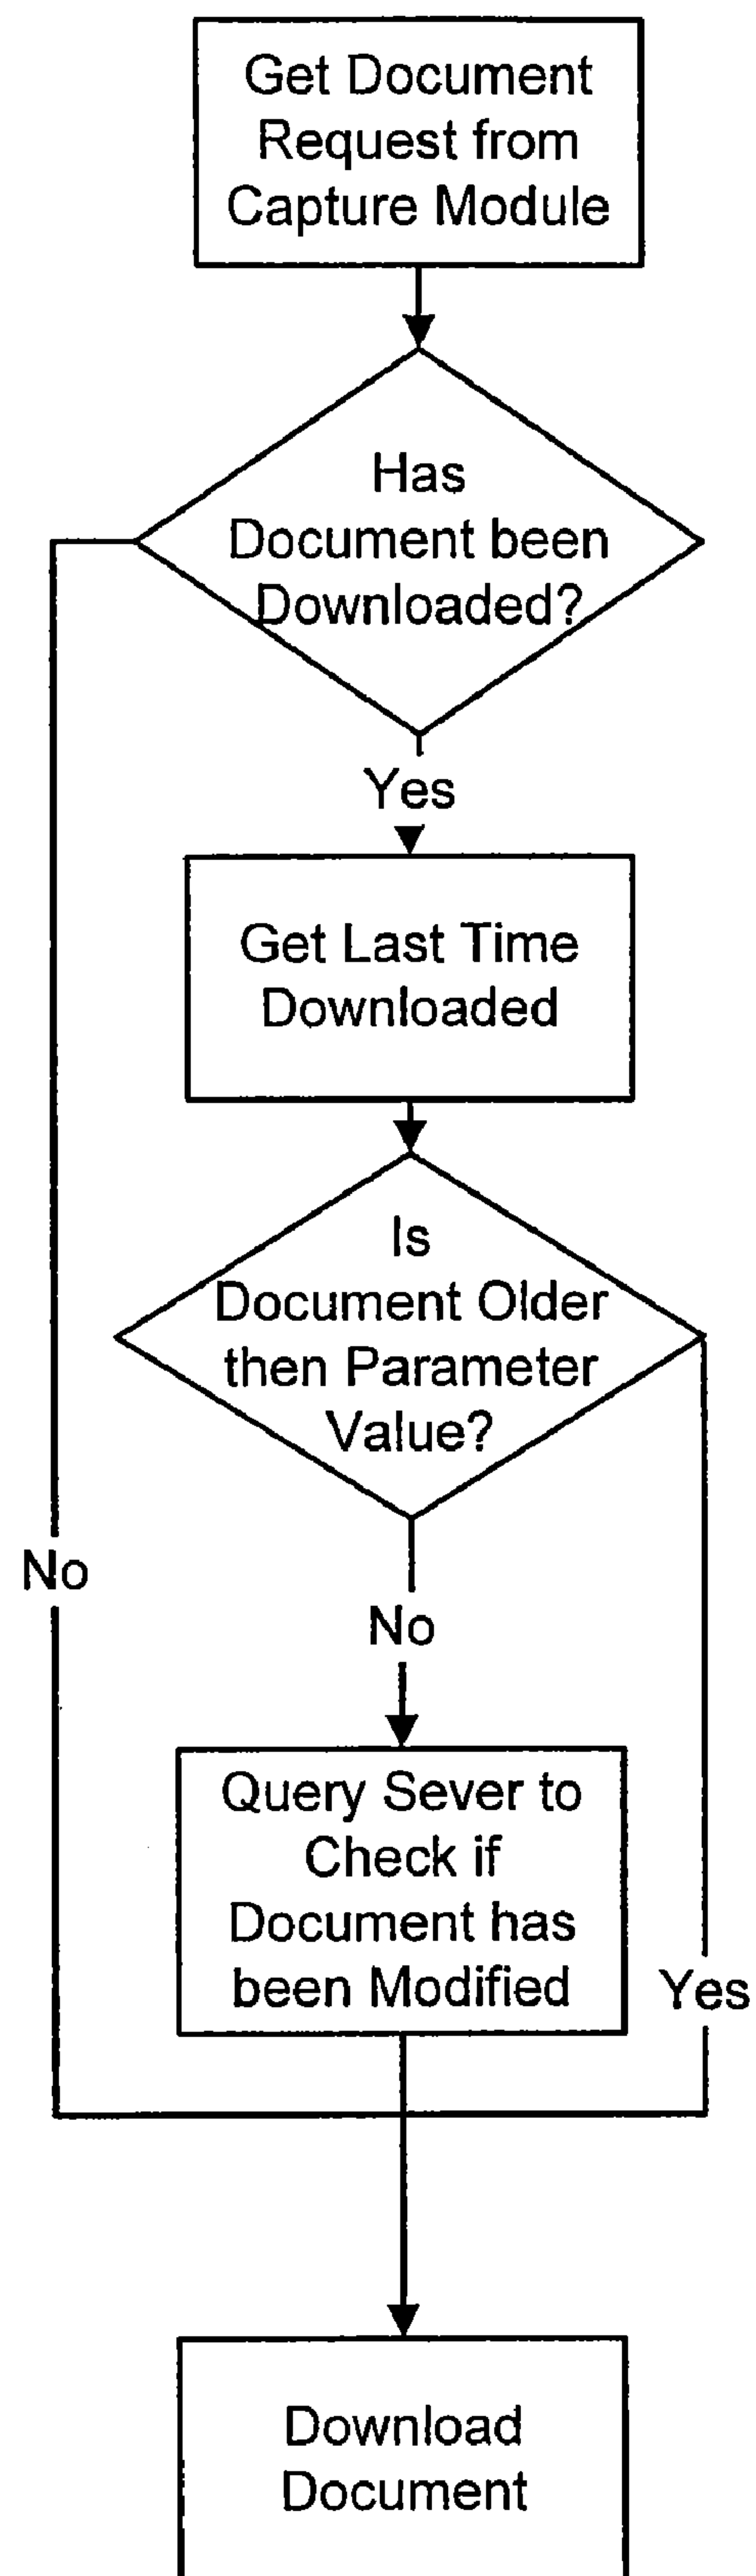 Get Document
Request from
Capture Module
Has
Document been
Downloaded?
Yes
Get Last Time
Downloaded
Is
Document Older
then Parameter
Value?
No
No
Query Sever to
Check if
Document has
been Modified
Yes
Download
Document